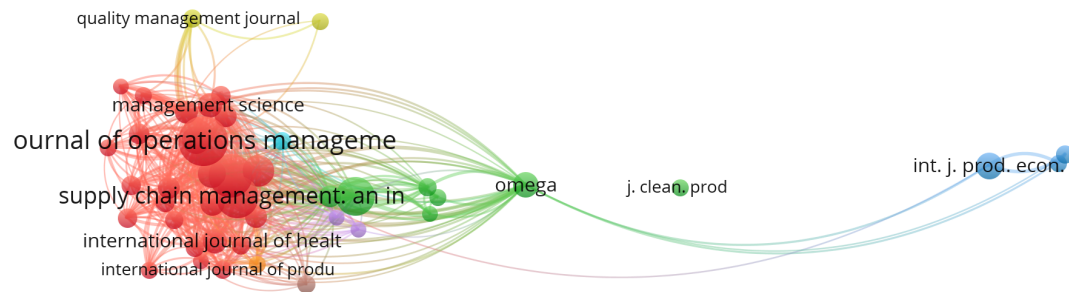 quality management journal
management science
ournal of operations manageme
int. j. prod. econ.
omega
j. clean. prod
supply chain management: an in
international journal of healt
international journal of produ